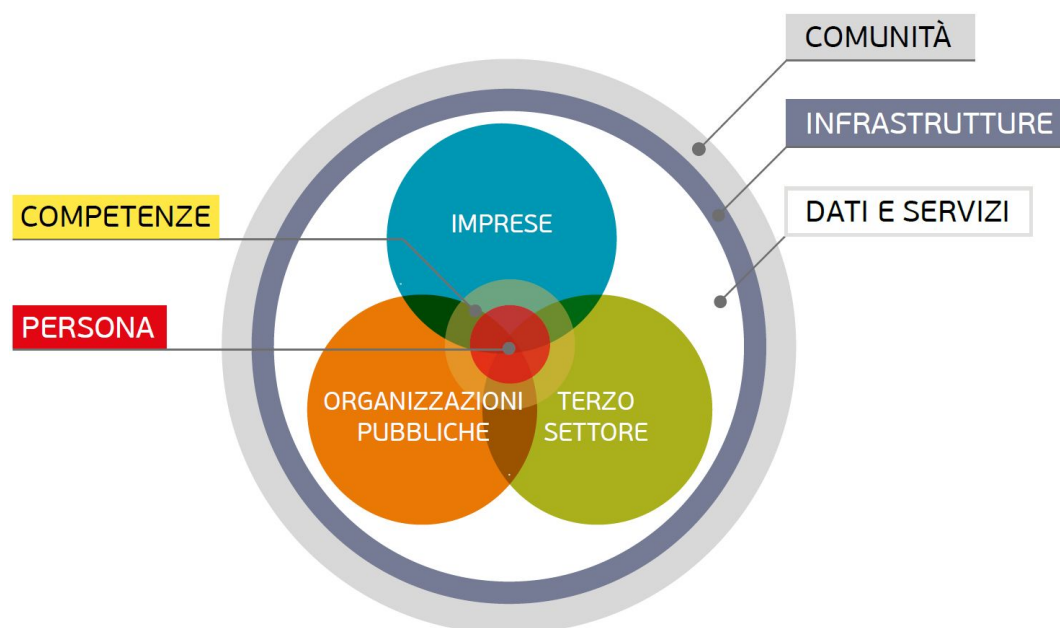 COMUNITÀ
INFRASTRUTTURE
DATI E SERVIZI
COMPETENZE
IMPRESE
PERSONA
ORGANIZZAZIONI
PUBBLICHE
TERZO
SETTORE